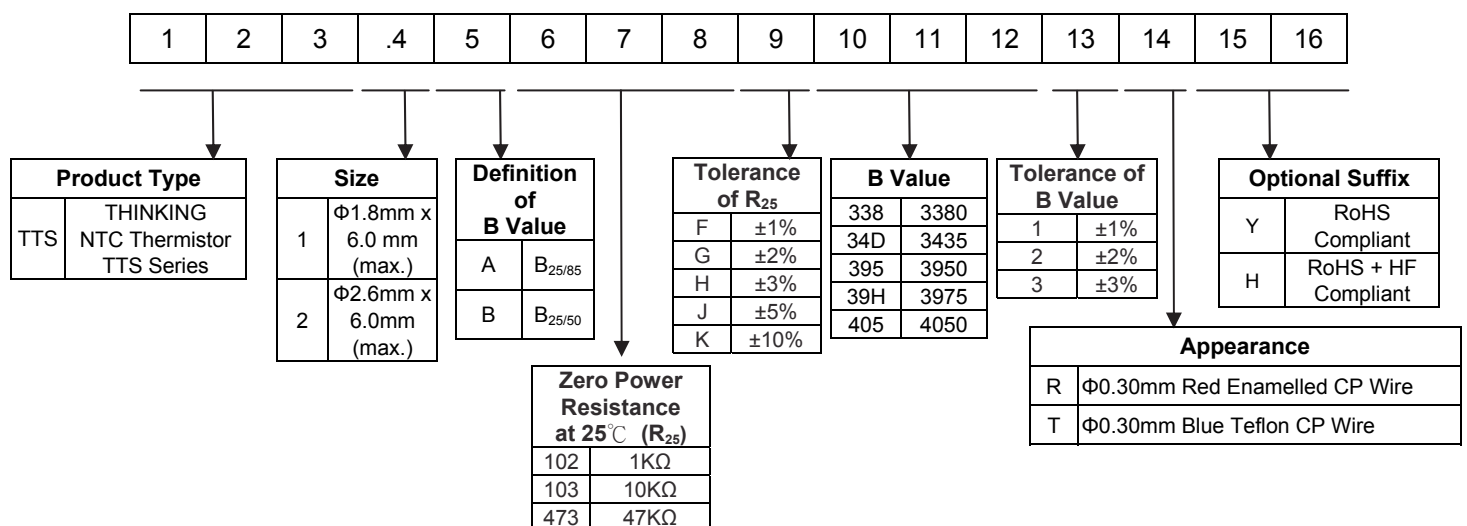 1 2 3 .4 5 6 7 8 9 10 11 12 13 14 15 16
Product Type
TTS THINKING
NTC Thermistor
TTS Series
Size
1 Φ1.8mm x
6.0 mm
(max.)
2 Φ2.6mm x
6.0mm
(max.)
Definition
of
B Value
A B25/85
B B25/50
Zero Power
Resistance
at 25℃ (R25)
102 1KΩ
103 10KΩ
473 47KΩ
Tolerance
of R25
F ±1%
G ±2%
H ±3%
J ±5%
K ±10%
B Value
338 3380
34D 3435
395 3950
39H 3975
405 4050
Tolerance of
B Value
1 ±1%
2 ±2%
3 ±3%
Appearance
R Φ0.30mm Red Enamelled CP Wire
T Φ0.30mm Blue Teflon CP Wire
Optional Suffix
Y RoHS
Compliant
H RoHS + HF
Compliant